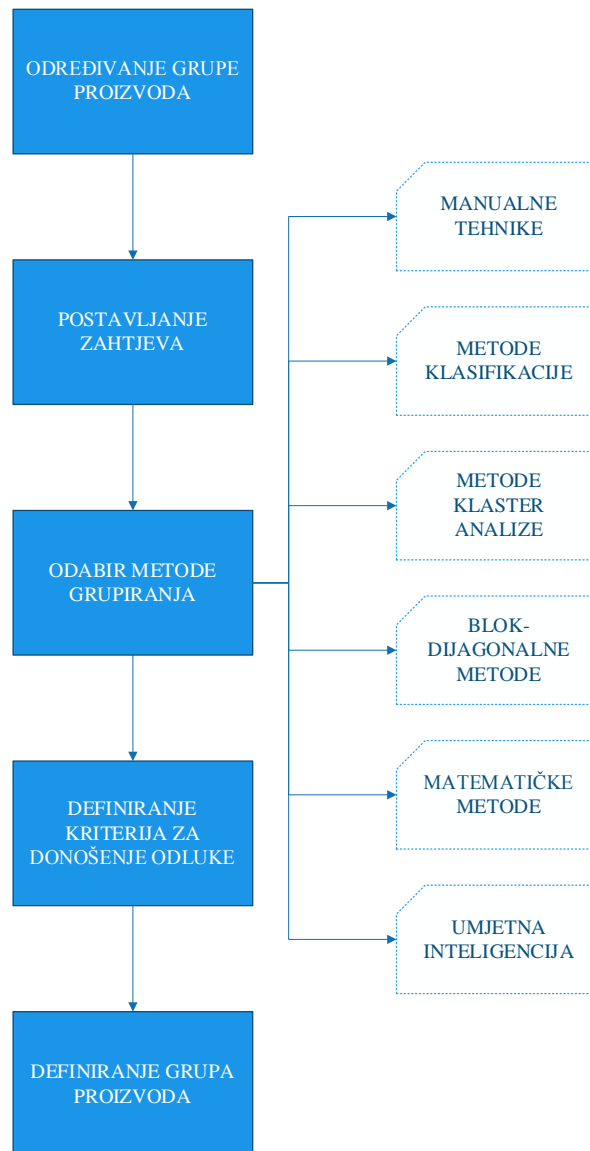 ODREĐIVANJE GRUPE
PROIZVODA
POSTAVLJANJE
ZAHTJEVA
ODABIR METODE
GRUPIRANJA
DEFINIRANJE
KRITERIJA ZA
DONOŠENJE ODLUKE
DEFINIRANJE GRUPA
PROIZVODA
MANUALNE
TEHNIKE
METODE
KLASIFIKACIJE
METODE
KLASTER
ANALIZE
BLOK-
DIJAGONALNE
METODE
MATEMATIČKE
METODE
UMJETNA
INTELIGENCIJA